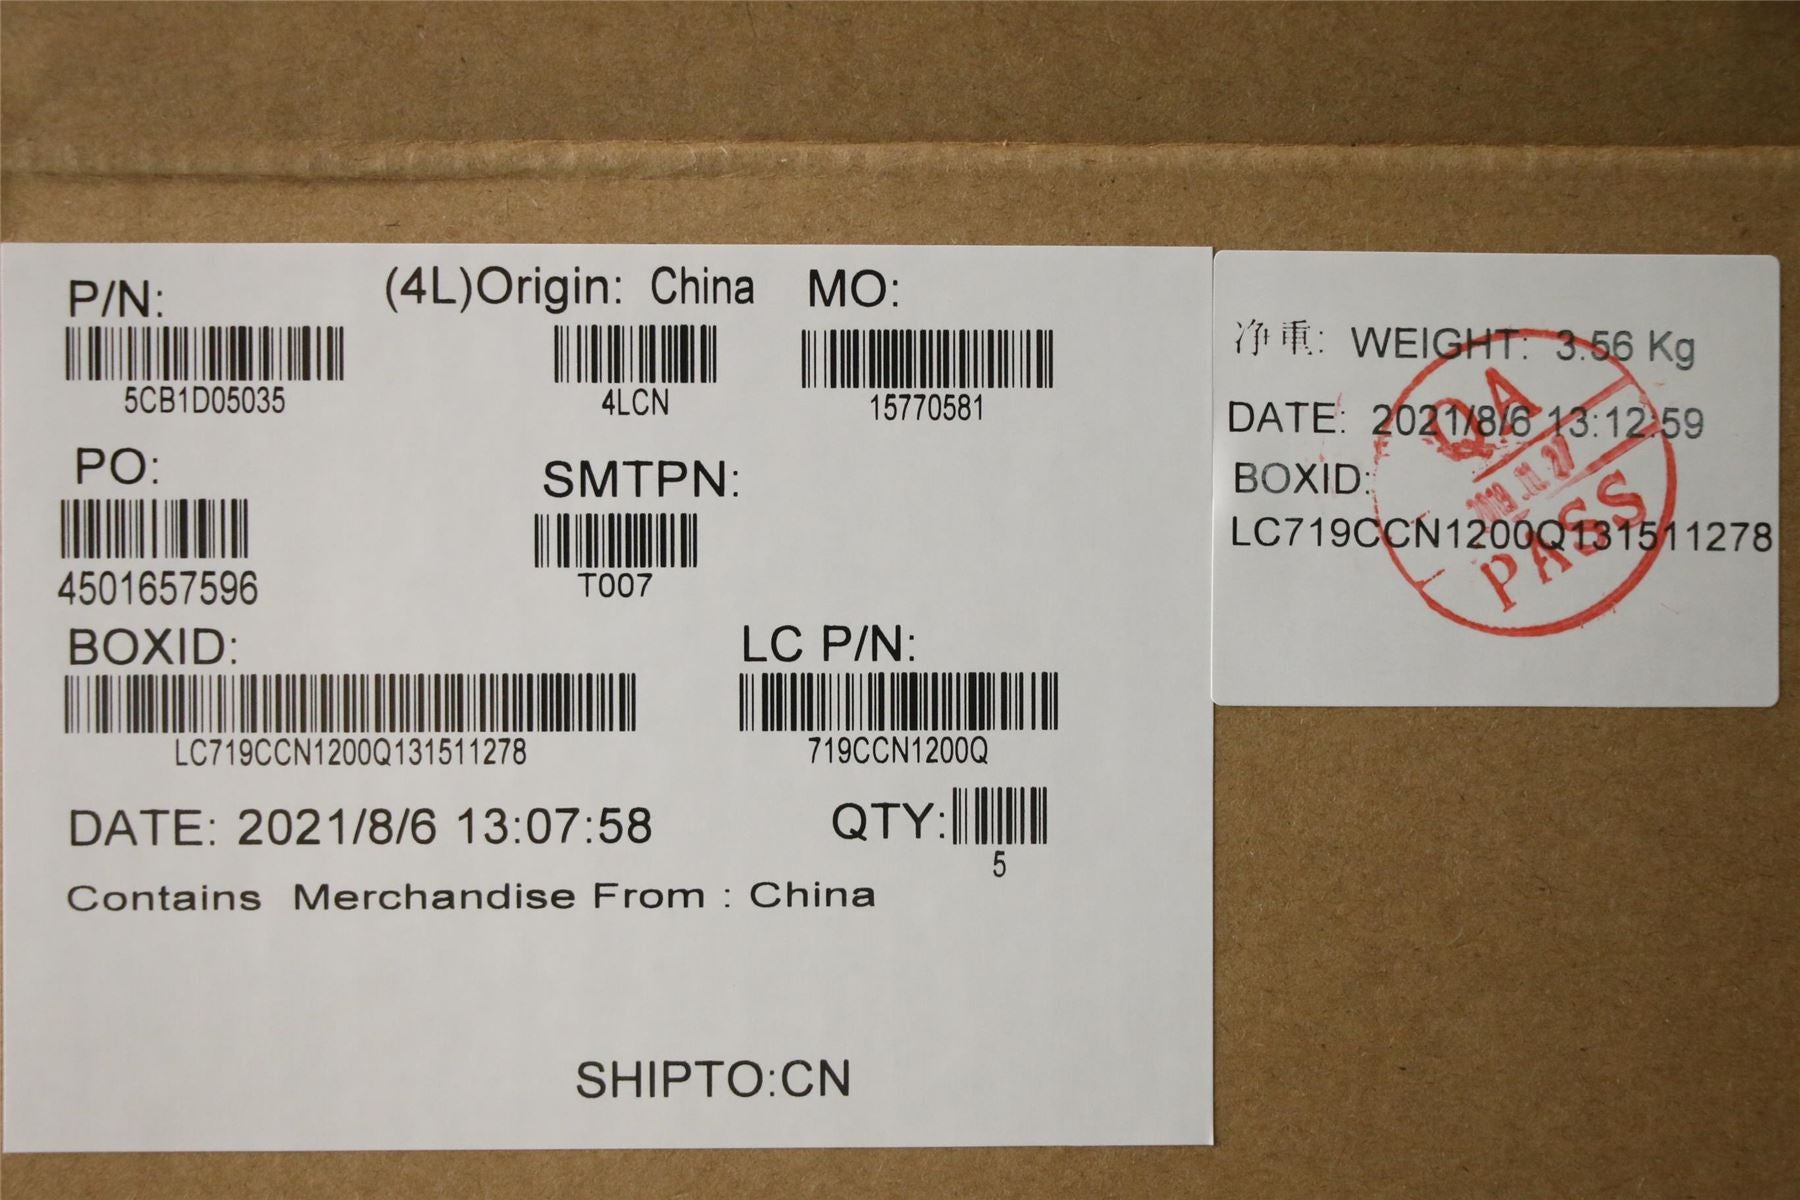 P/N:
5CB1D05035
(4L)Origin: China
4LCN
MO:
15770581
PO:
4501657596
SMTPN:
T007
BOXID:
LC719CCN1200Q131511278
LC P/N:
719CCN1200Q
DATE: 2021/8/6 13:07:58
QTY:
5
Contains Merchandise From : China
SHIPTO:CN
净重: WEIGHT: 3.56 Kg
DATE: 2021/8/6 13:12:59
BOXID:
LC719CCN1200Q131511278
QA
PASS